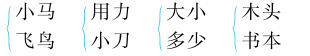 小马 用力 大小 木头
飞鸟 小刀 多少 书本